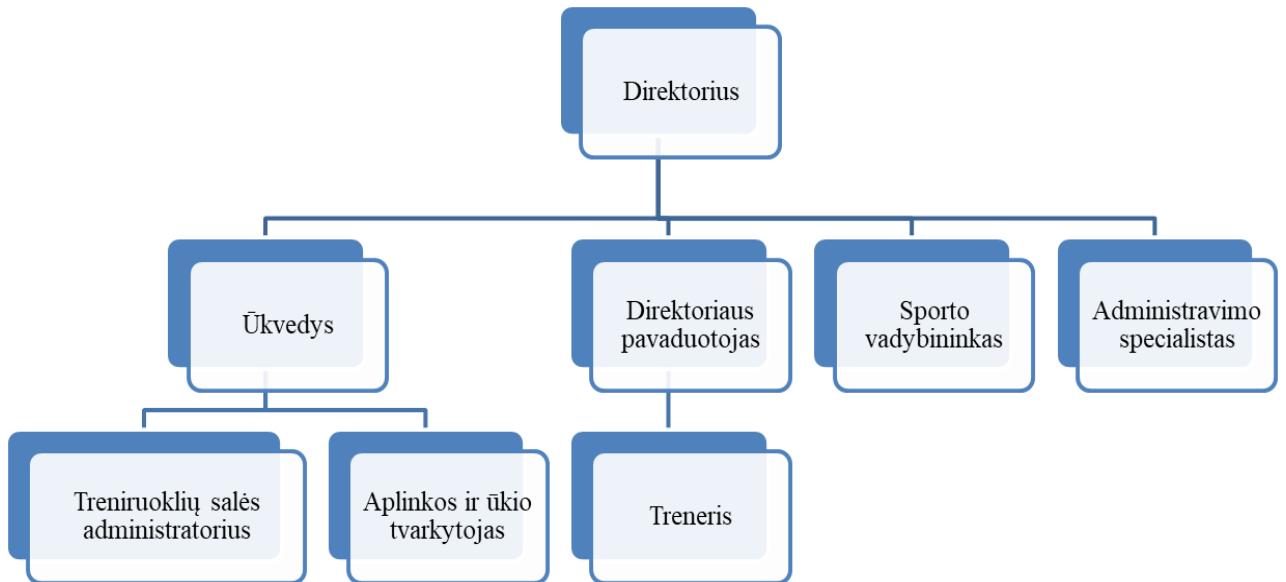 Direktorius
Ūkvedys
Direktoriaus
pavaduotojas
Sporto
vadybininkas
Administravimo
specialistas
Treniruoklių salės
administratorius
Aplinkos ir ūkio
tvarkytojas
Treneris